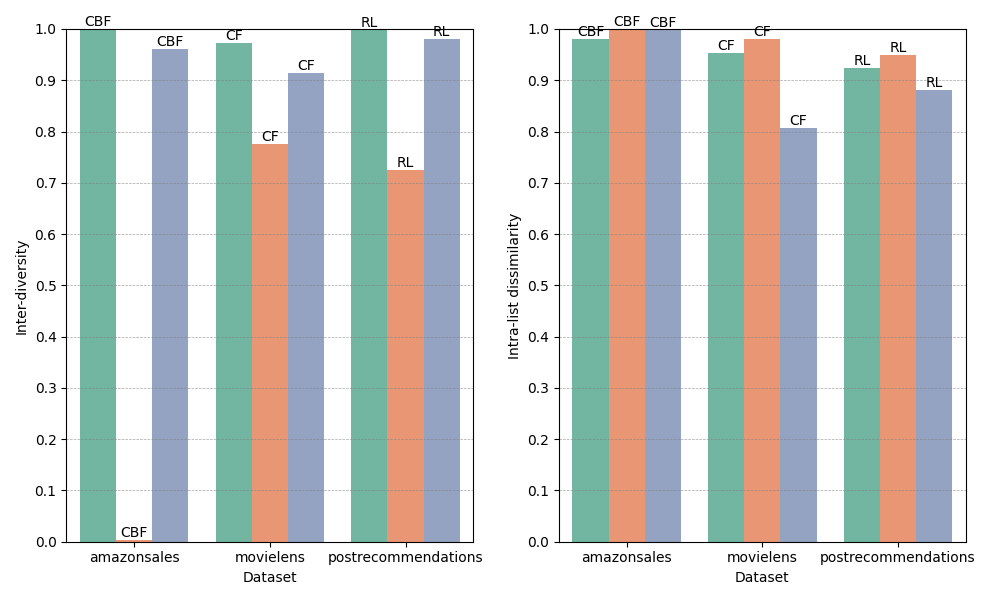 CBF
CBF
CBF
CF
CF
CF
RL
RL
RL
1.0
0.9
0.8
0.7
0.6
0.5
0.4
0.3
0.2
0.1
0.0
Inter-diversity
amazonsales movielens postrecommendations
Dataset
CBF
CBF
CBF
CF
CF
CF
RL
RL
RL
1.0
0.9
0.8
0.7
0.6
0.5
0.4
0.3
0.2
0.1
0.0
Intra-list dissimilarity
amazonsales movielens postrecommendations
Dataset